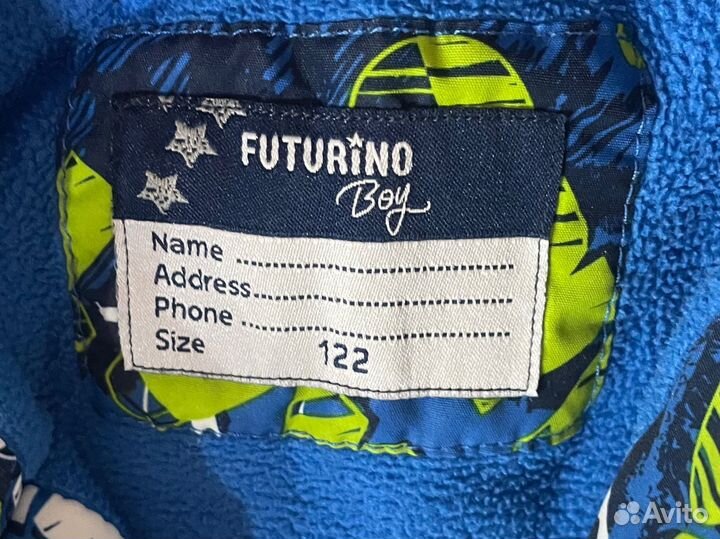 FUTURiNO
Boy
Name ........................
Address ........................
Phone ........................
Size 122
Avito